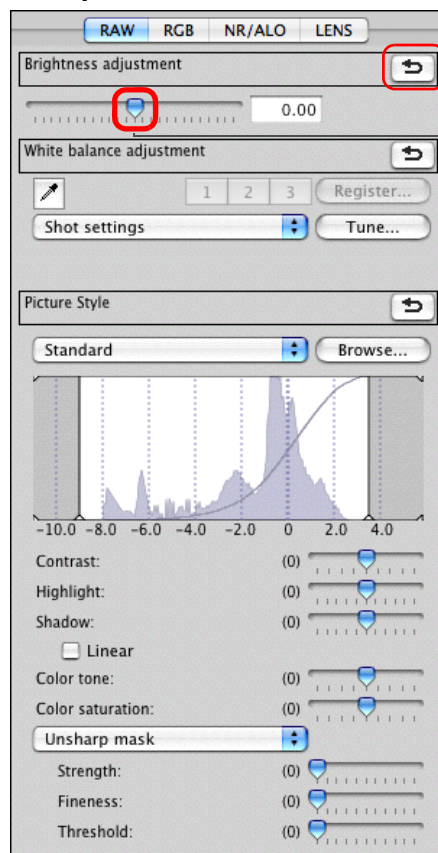 RAW RGB NR/ALO LENS
Brightness adjustment
0.00
White balance adjustment
1 2 3 Register...
Shot settings Tune...
Picture Style
Standard Browse...
-10.0 -8.0 -6.0 -4.0 -2.0 0 2.0 4.0
Contrast: (0)
Highlight: (0)
Shadow: (0)
Linear
Color tone: (0)
Color saturation: (0)
Unsharp mask
Strength: (0)
Fineness: (0)
Threshold: (0)